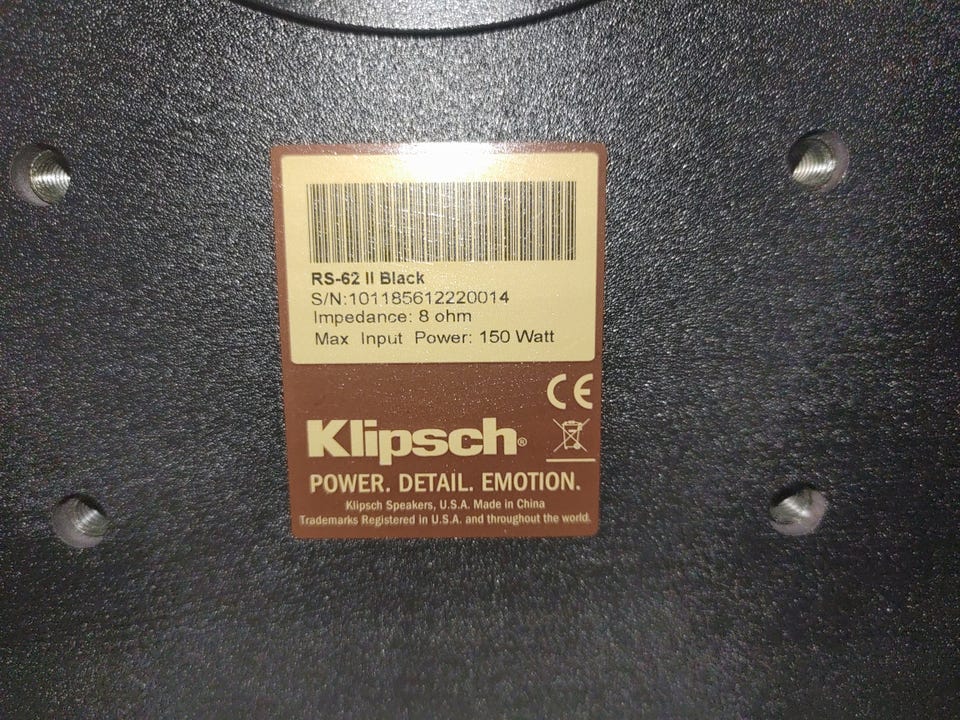 RS-62 II Black
S/N:101185612220014
Impedance: 8 ohm
Max Input Power: 150 Watt
CE
Klipsch®
POWER. DETAIL. EMOTION.
Klipsch Speakers, U.S.A. Made in China
Trademarks Registered in U.S.A. and throughout the world.